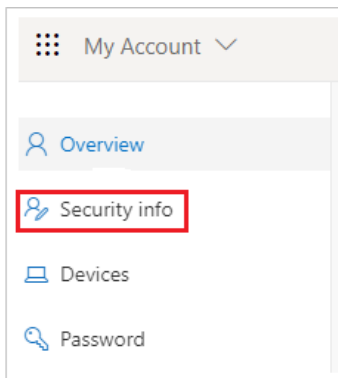 My Account
Overview
Security info
Devices
Password